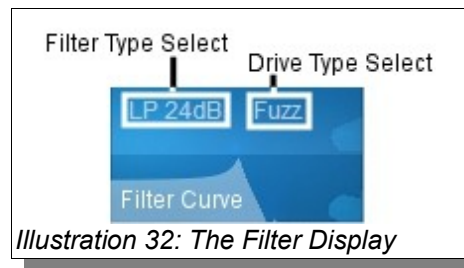 Filter Type Select
Drive Type Select
LP 24dB Fuzz
Filter Curve
Illustration 32: The Filter Display